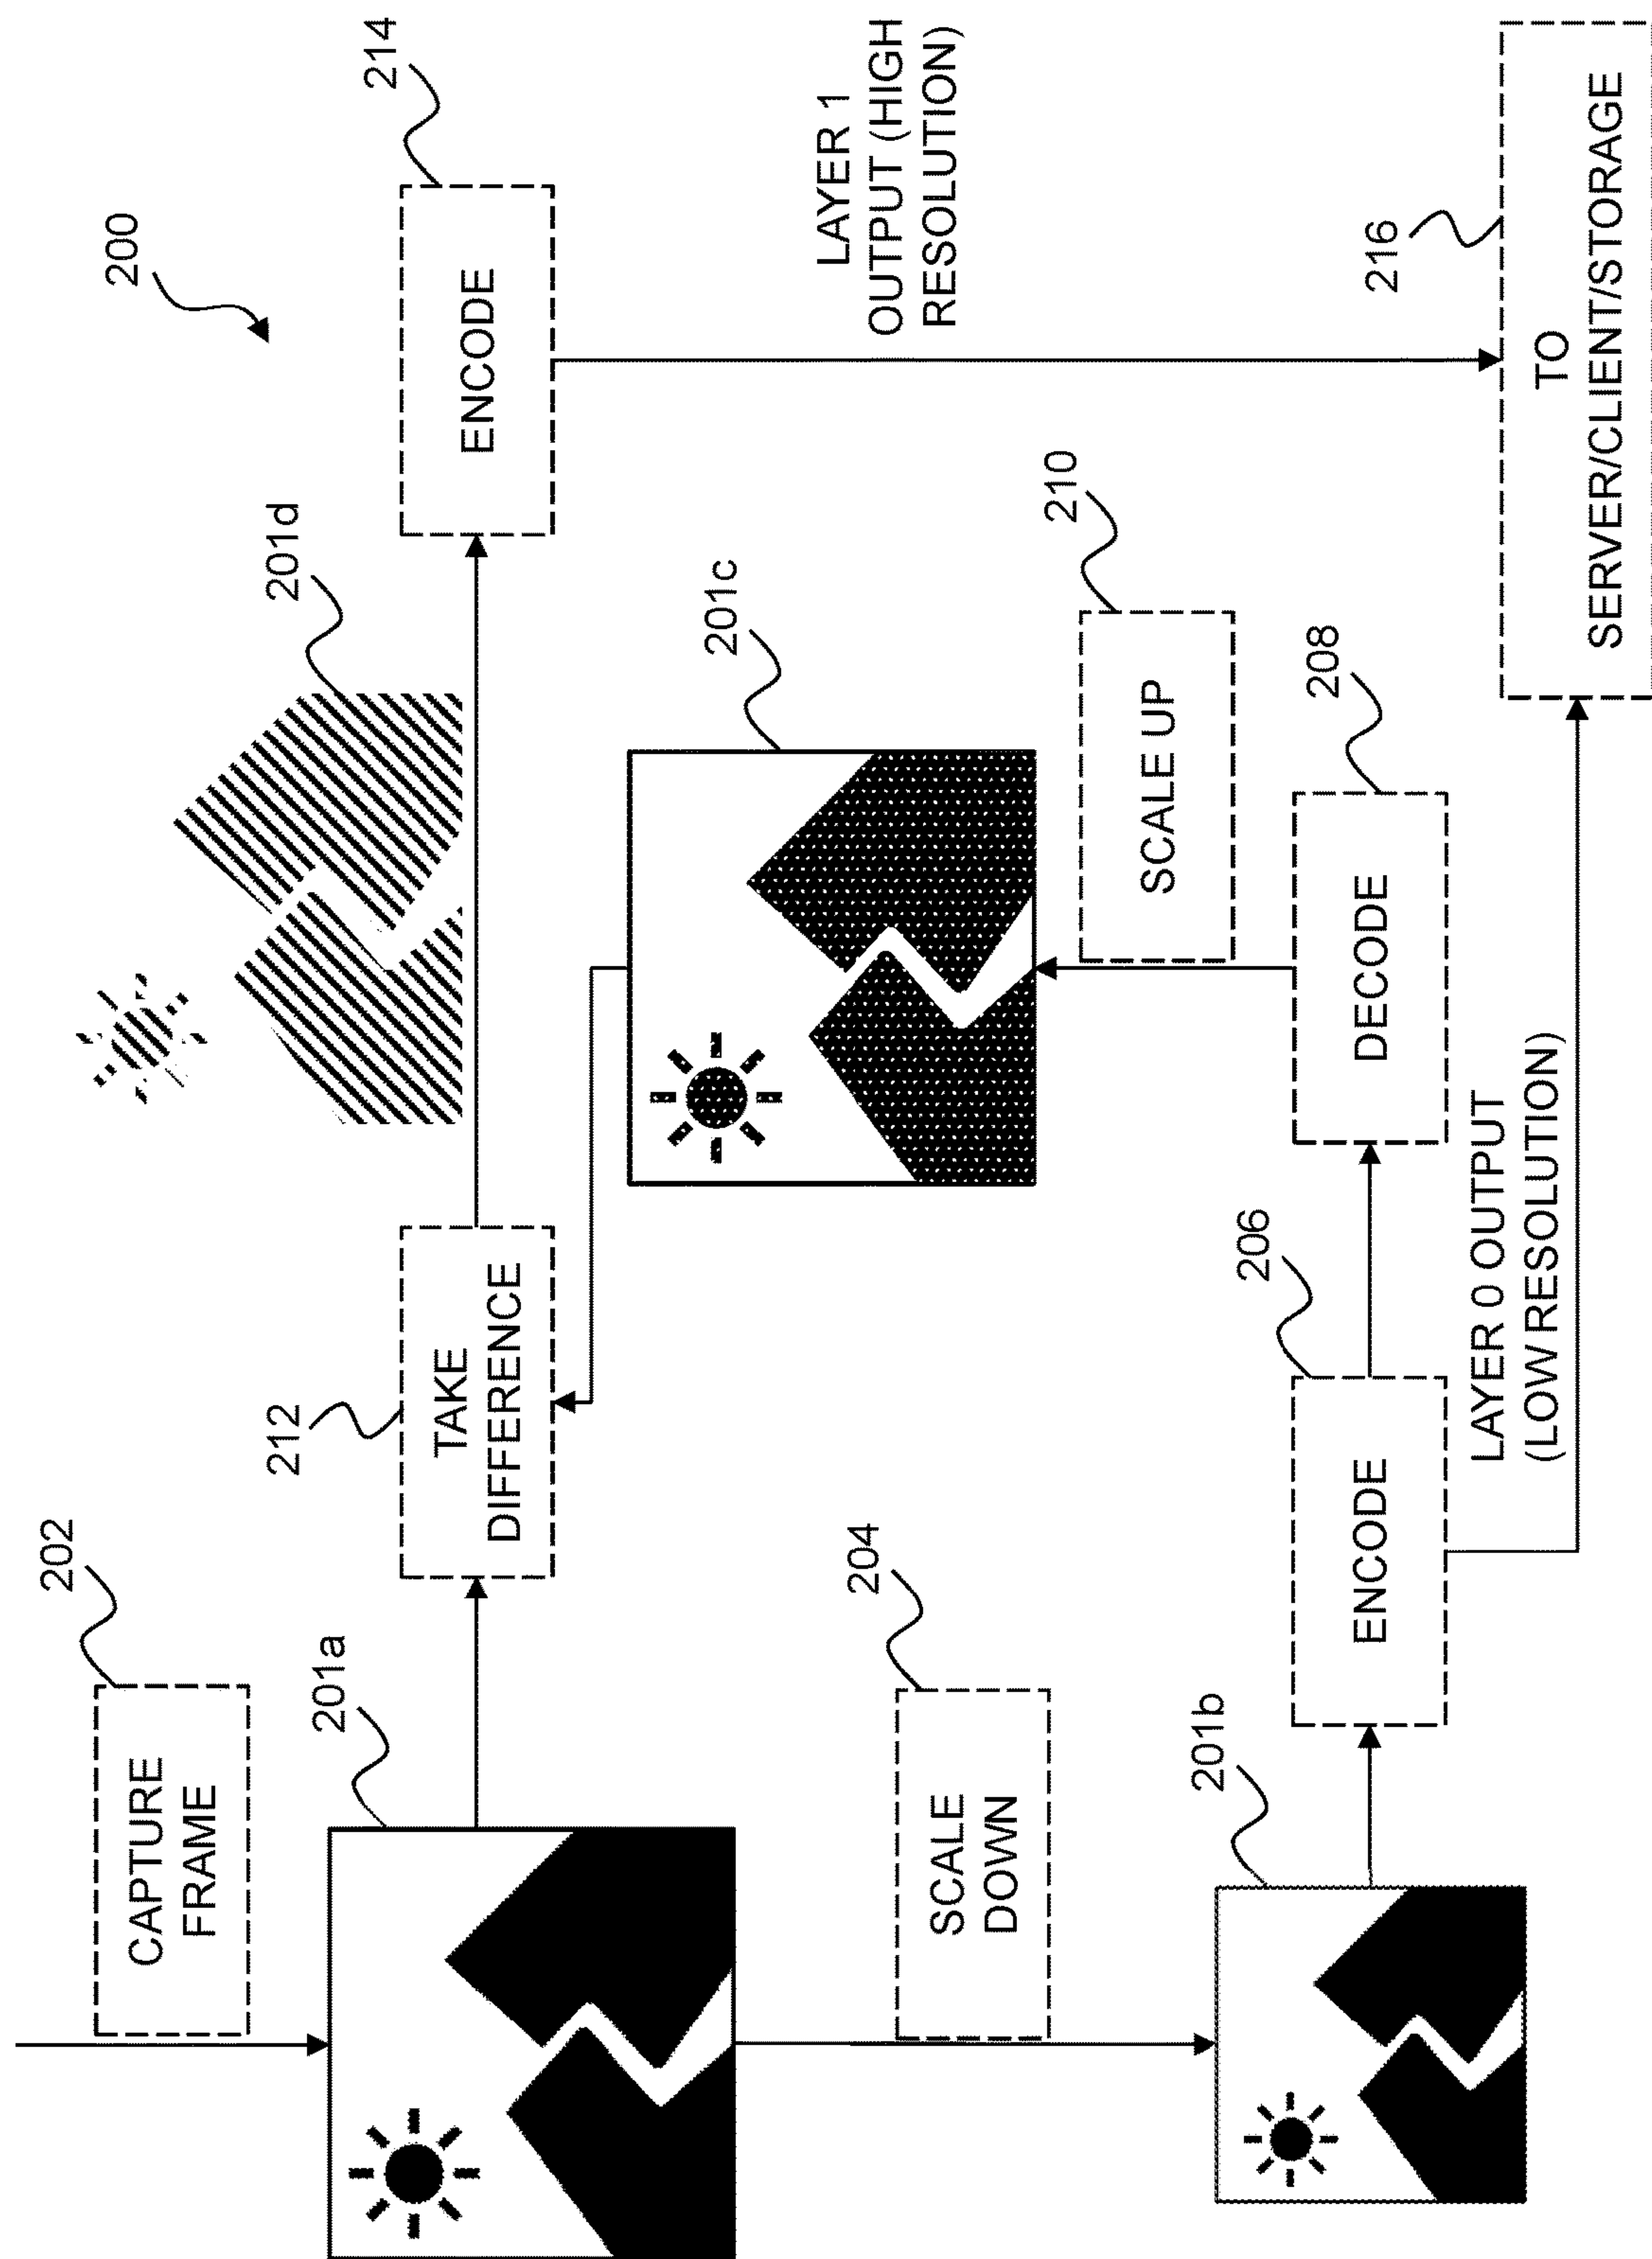 200
202
CAPTURE
FRAME
201a
212
TAKE
DIFFERENCE
201d
214
ENCODE
204
SCALE
DOWN
201c
LAYER 1
OUTPUT (HIGH
RESOLUTION)
210
SCALE UP
201b
206
ENCODE
208
DECODE
LAYER 0 OUTPUT
(LOW RESOLUTION)
216
TO
SERVER/CLIENT/STORAGE